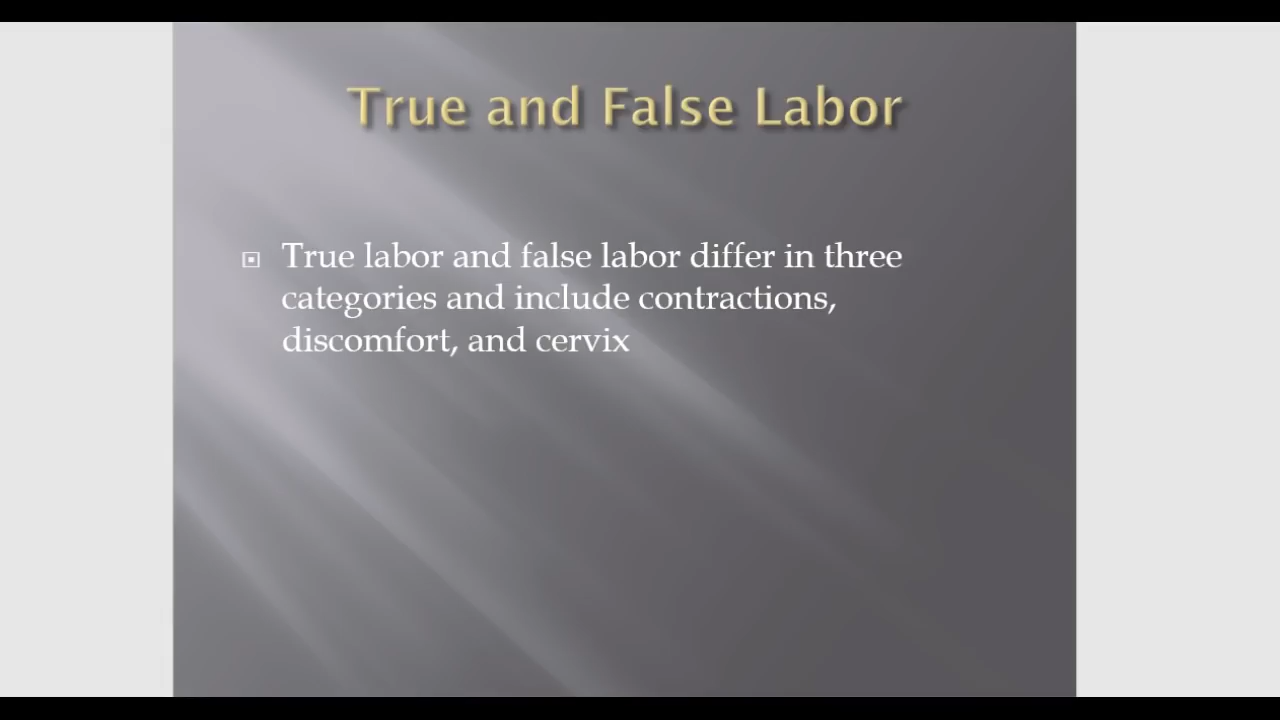 True and False Labor
True labor and false labor differ in three
categories and include contractions,
discomfort, and cervix